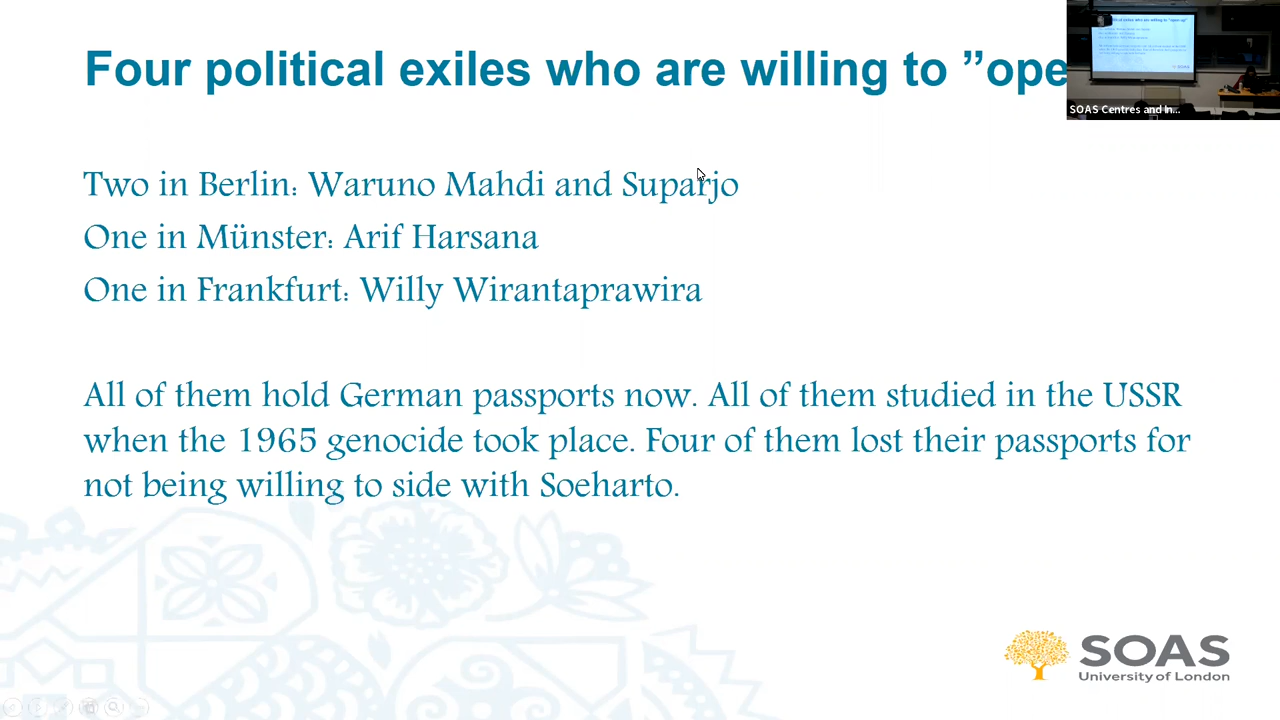 Four political exiles who are willing to ”ope
SOAS Centres and In...
Two in Berlin: Waruno Mahdi and Suparjo
One in Münster: Arif Harsana
One in Frankfurt: Willy Wirantaprawira
All of them hold German passports now. All of them studied in the USSR
when the 1965 genocide took place. Four of them lost their passports for
not being willing to side with Soeharto.
SOAS
University of London